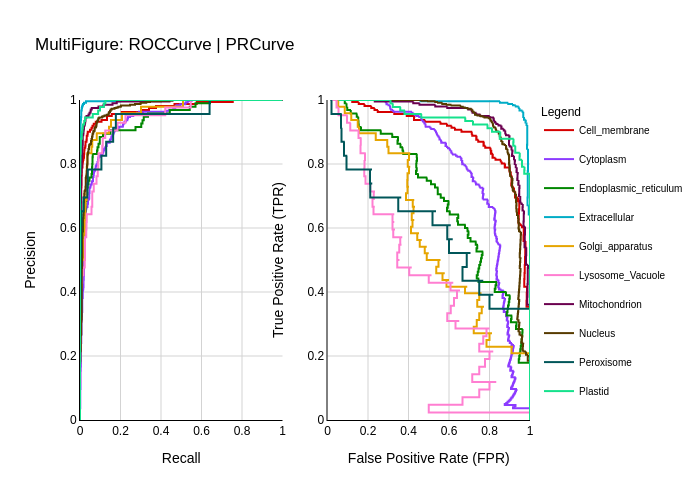 MultiFigure: ROCCurve | PRCurve
Precision
1
0.8
0.6
0.4
0.2
0
0 0.2 0.4 0.6 0.8 1
Recall
True Positive Rate (TPR)
1
0.8
0.6
0.4
0.2
0
0 0.2 0.4 0.6 0.8 1
False Positive Rate (FPR)
Legend
Cell_membrane
Cytoplasm
Endoplasmic_reticulum
Extracellular
Golgi_apparatus
Lysosome_Vacuole
Mitochondrion
Nucleus
Peroxisome
Plastid